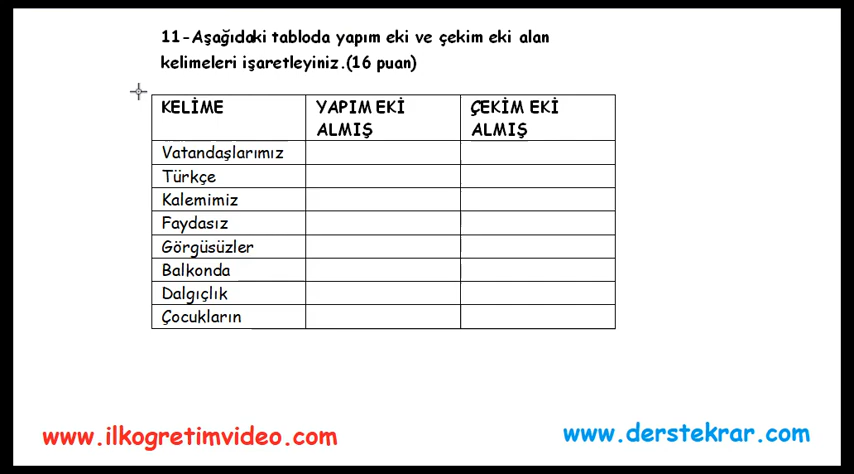 11-Aşağıdaki tabloda yapım eki ve çekim eki alan
kelimeleri işaretleyiniz.(16 puan)
KELİME YAPIM EKİ ALMIŞ ÇEKİM EKİ ALMIŞ
Vatandaşlarımız
Türkçe
Kalemimiz
Faydasız
Görgüsüzler
Balkonda
Dalgıçlık
Çocukların
www.ilkogretimvideo.com
www.derstekrar.com